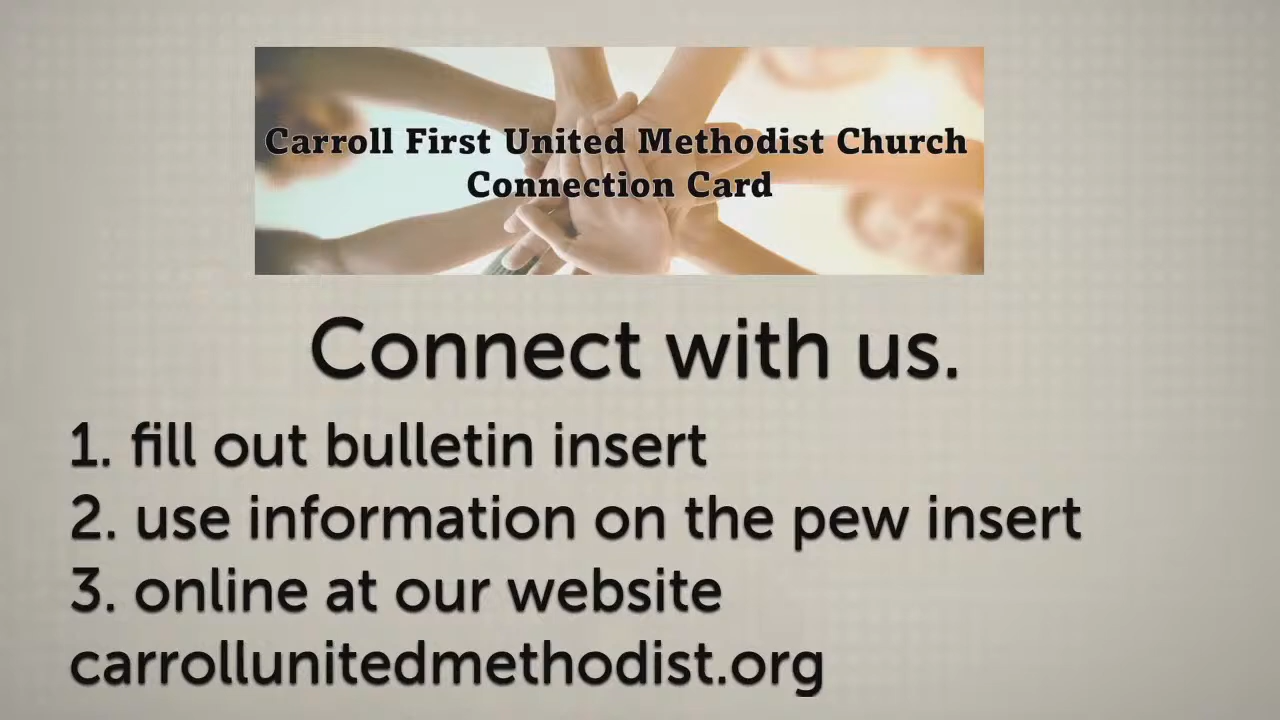 Carroll First United Methodist Church
Connection Card
Connect with us.
1. fill out bulletin insert
2. use information on the pew insert
3. online at our website
carrollunitedmethodist.org